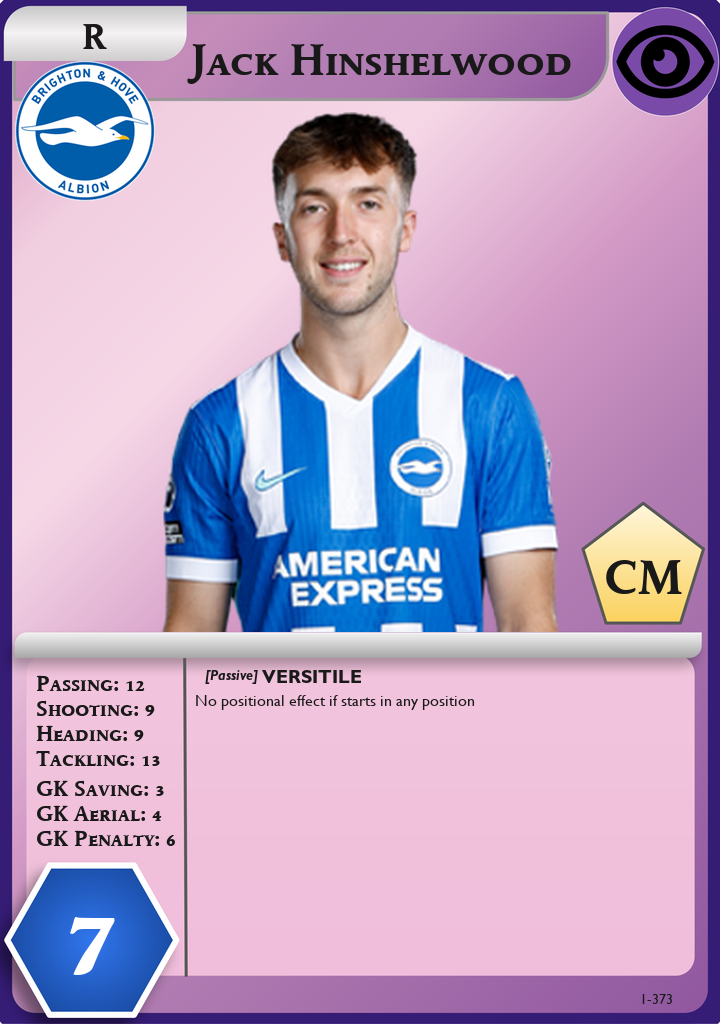 R
Jack Hinshelwood
BRIGHTON & HOVE
ALBION
AMERICAN
EXPRESS
CM
[Passive] VERSITILE
No positional effect if starts in any position
Passing: 12
Shooting: 9
Heading: 9
Tackling: 13
GK Saving: 3
GK Aerial: 4
GK Penalty: 6
7
1-373